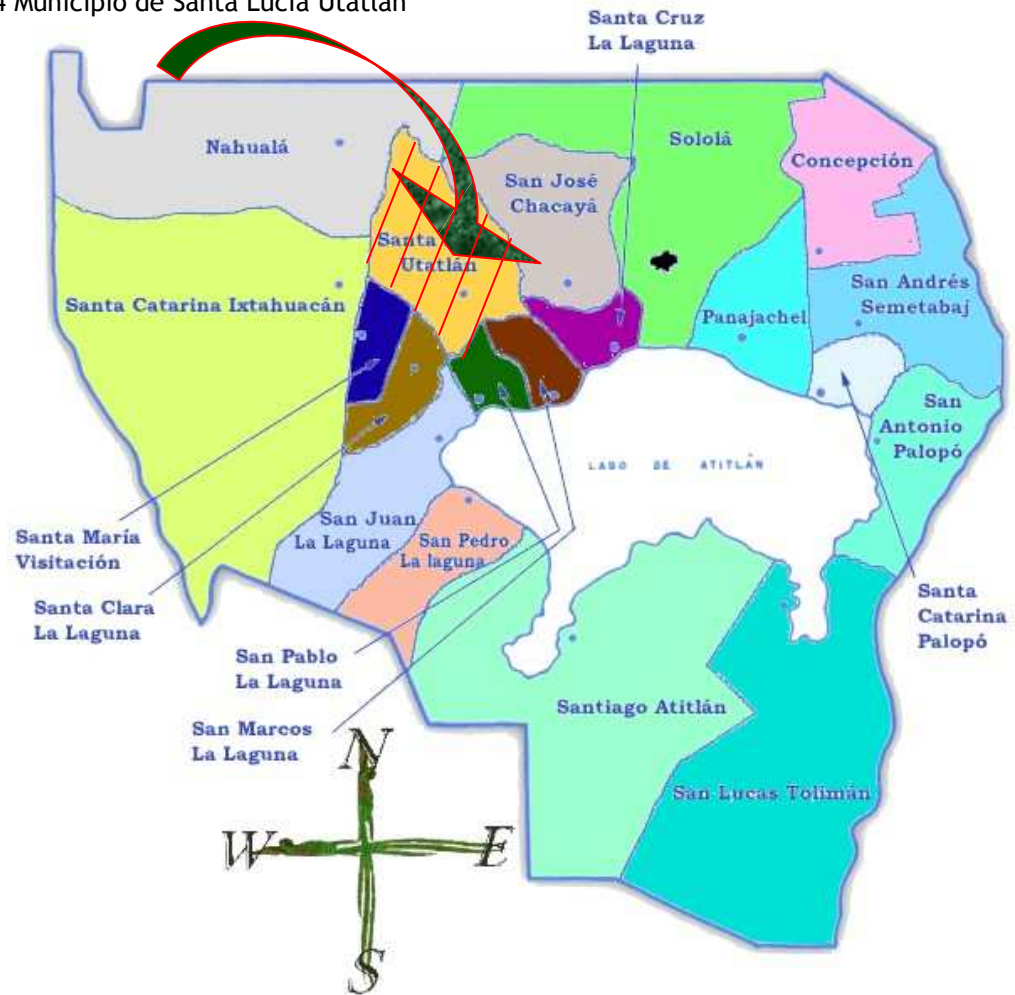 4 Municipio de Santa Lucía Utatlán
Santa Cruz
La Laguna
Nahualá
Sololá
Concepción
San José
Chacayá
Santa
Utatlán
Santa Catarina Ixtahuacán
San Andrés
Semetabaj
Panajachel
San
Antonio
Palopó
LAGO DE ATITLÁN
Santa María
Visitación
San Juan
La Laguna
San Pedro
La laguna
Santa Clara
La Laguna
Santa
Catarina
Palopó
San Pablo
La Laguna
San Marcos
La Laguna
Santiago Atitlán
San Lucas Tolimán
N
W
E
S